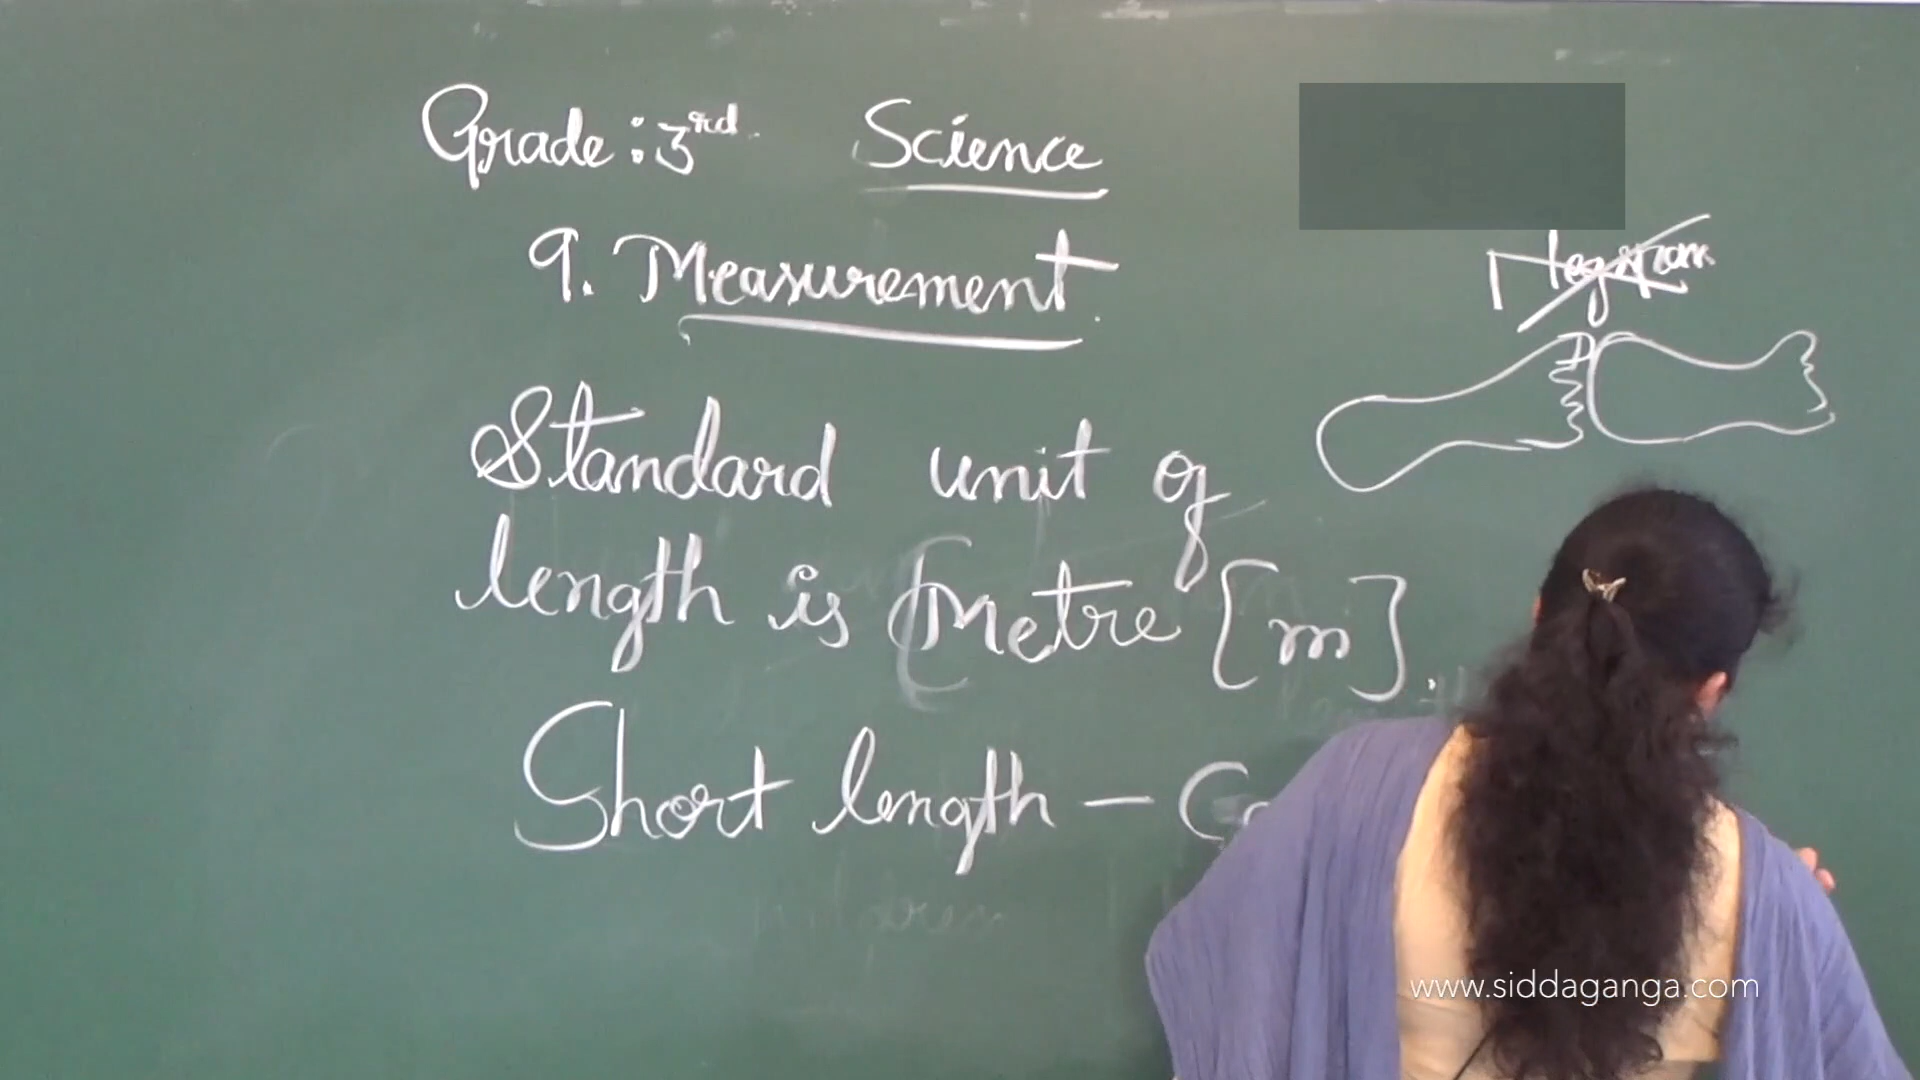 Grade : 3rd Science
9. Measurement.
Standard unit of
length is Metre [m].
Short length –
www.siddaganga.com